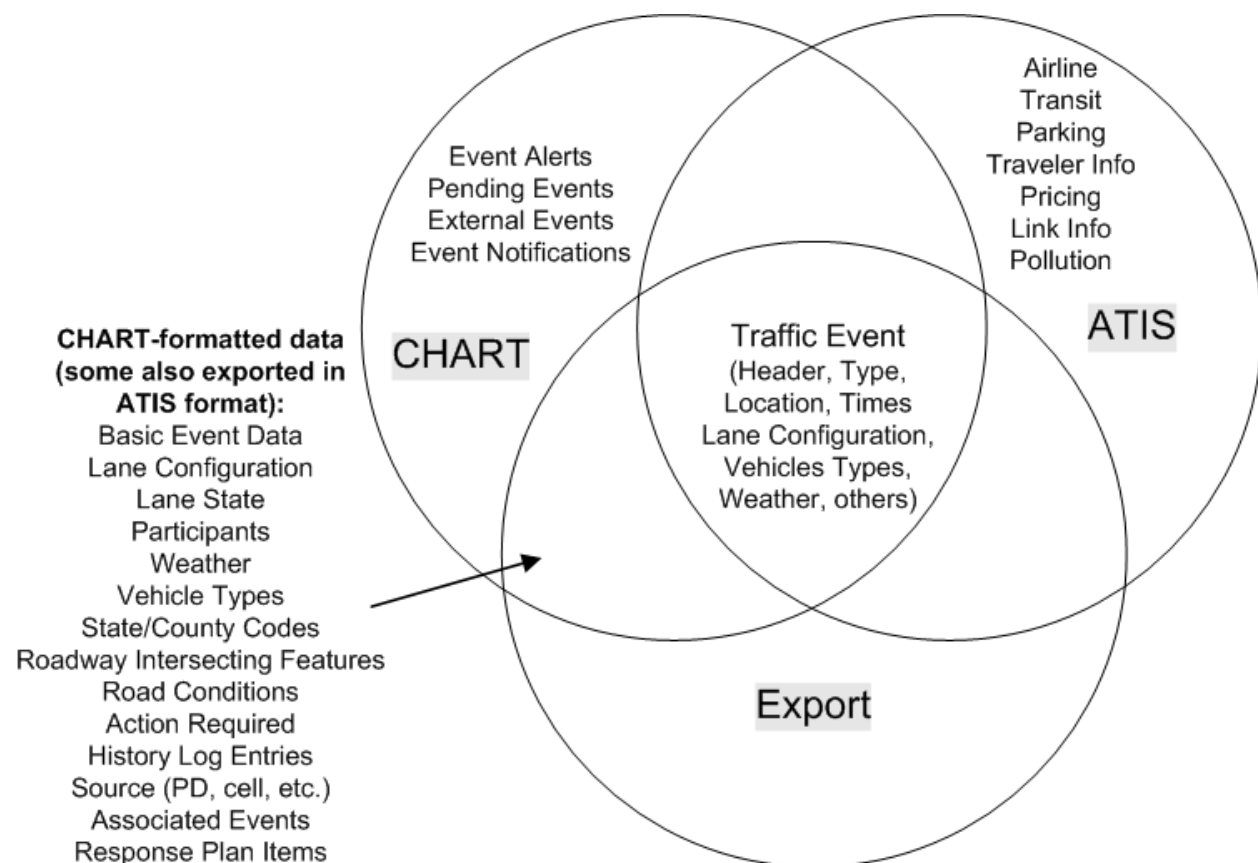 Event Alerts
Pending Events
External Events
Event Notifications
Airline
Transit
Parking
Traveler Info
Pricing
Link Info
Pollution
CHART
ATIS
Traffic Event
(Header, Type,
Location, Times
Lane Configuration,
Vehicles Types,
Weather, others)
Export
CHART-formatted data
(some also exported in
ATIS format):
Basic Event Data
Lane Configuration
Lane State
Participants
Weather
Vehicle Types
State/County Codes
Roadway Intersecting Features
Road Conditions
Action Required
History Log Entries
Source (PD, cell, etc.)
Associated Events
Response Plan Items